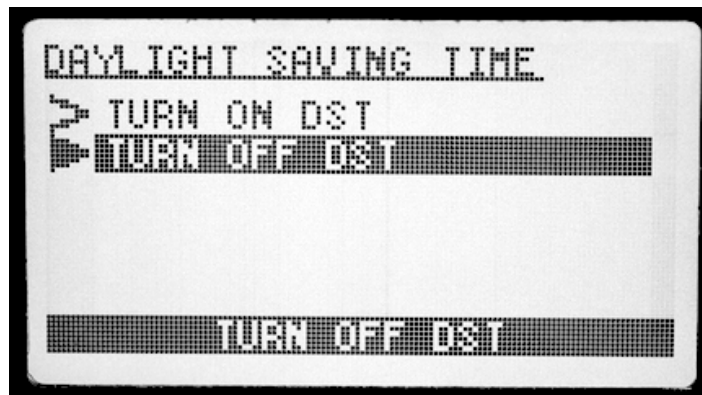 DAYLIGHT SAVING TIME
TURN ON DST
TURN OFF DST
TURN OFF DST